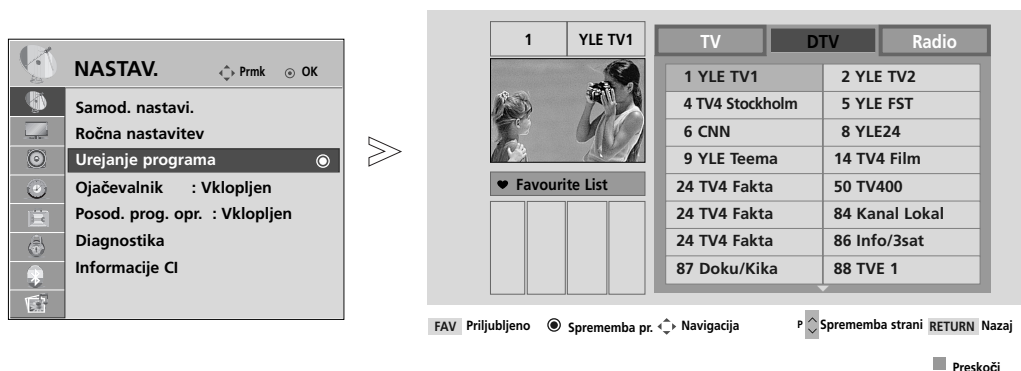 NASTAV. Prmk OK
Samod. nastavi.
Ročna nastavitev
Urejanje programa
Ojačevalnik : Vklopljen
Posod. prog. opr. : Vklopljen
Diagnostika
Informacije CI
1 YLE TV1
Favourite List
TV DTV Radio
1 YLE TV1 2 YLE TV2
4 TV4 Stockholm 5 YLE FST
6 CNN 8 YLE24
9 YLE Teema 14 TV4 Film
24 TV4 Fakta 50 TV400
24 TV4 Fakta 84 Kanal Lokal
24 TV4 Fakta 86 Info/3sat
87 Doku/Kika 88 TVE 1
FAV Priljubljeno Sprememba pr. Navigacija P Sprememba strani RETURN Nazaj
Preskoči